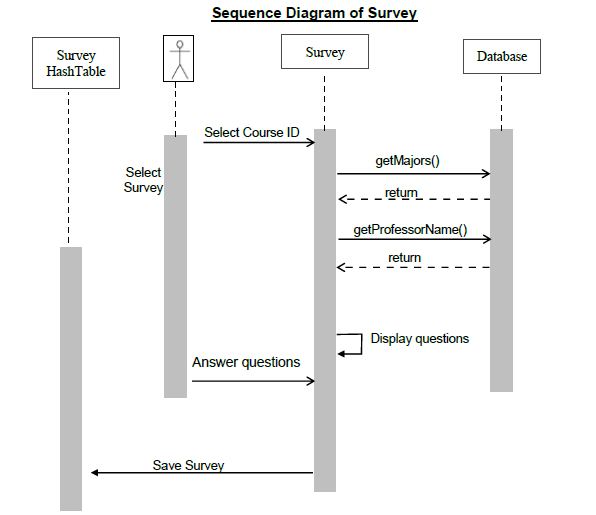 Sequence Diagram of Survey
Survey
HashTable
Survey
Database
Select Course ID
getMajors()
Select
Survey
return
getProfessorName()
return
Display questions
Answer questions
Save Survey